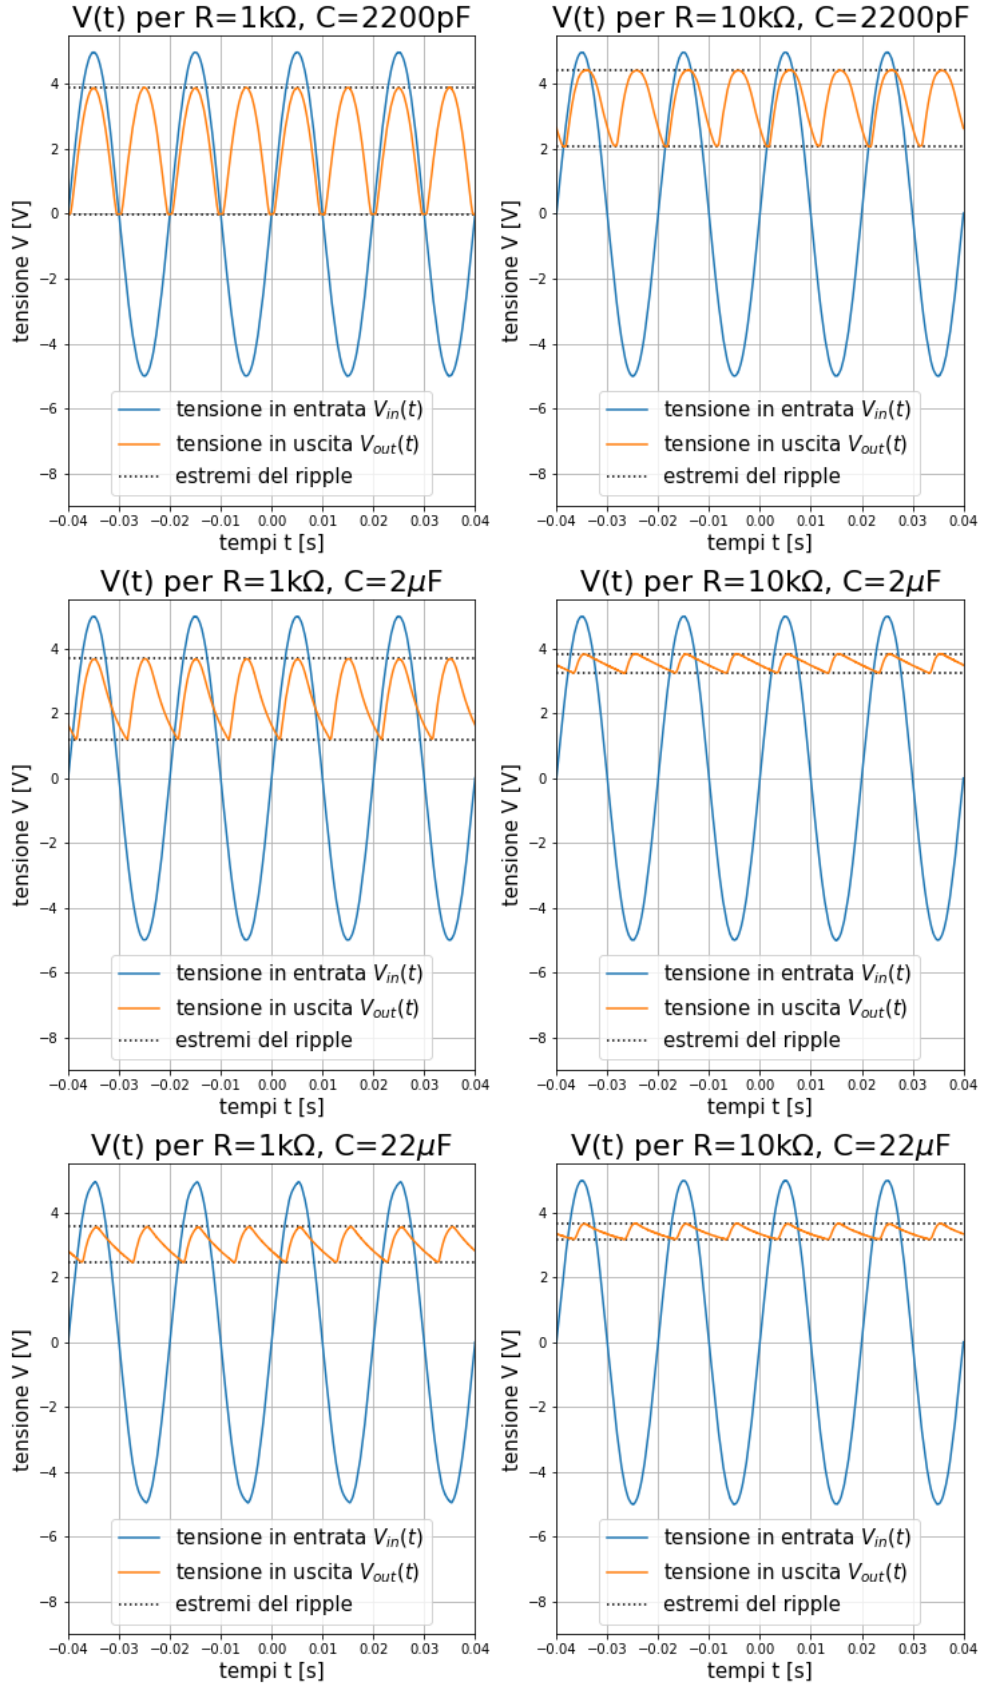 V(t) per R=1kΩ, C=2200pF
tensione V [V]
4
2
0
−2
−4
−6
−8
tensione in entrata V_in(t)
tensione in uscita V_out(t)
estremi del ripple
−0.04 −0.03 −0.02 −0.01 0.00 0.01 0.02 0.03 0.04
tempi t [s]
V(t) per R=10kΩ, C=2200pF
tensione V [V]
4
2
0
−2
−4
−6
−8
tensione in entrata V_in(t)
tensione in uscita V_out(t)
estremi del ripple
−0.04 −0.03 −0.02 −0.01 0.00 0.01 0.02 0.03 0.04
tempi t [s]
V(t) per R=1kΩ, C=2μF
tensione V [V]
4
2
0
−2
−4
−6
−8
tensione in entrata V_in(t)
tensione in uscita V_out(t)
estremi del ripple
−0.04 −0.03 −0.02 −0.01 0.00 0.01 0.02 0.03 0.04
tempi t [s]
V(t) per R=10kΩ, C=2μF
tensione V [V]
4
2
0
−2
−4
−6
−8
tensione in entrata V_in(t)
tensione in uscita V_out(t)
estremi del ripple
−0.04 −0.03 −0.02 −0.01 0.00 0.01 0.02 0.03 0.04
tempi t [s]
V(t) per R=1kΩ, C=22μF
tensione V [V]
4
2
0
−2
−4
−6
−8
tensione in entrata V_in(t)
tensione in uscita V_out(t)
estremi del ripple
−0.04 −0.03 −0.02 −0.01 0.00 0.01 0.02 0.03 0.04
tempi t [s]
V(t) per R=10kΩ, C=22μF
tensione V [V]
4
2
0
−2
−4
−6
−8
tensione in entrata V_in(t)
tensione in uscita V_out(t)
estremi del ripple
−0.04 −0.03 −0.02 −0.01 0.00 0.01 0.02 0.03 0.04
tempi t [s]